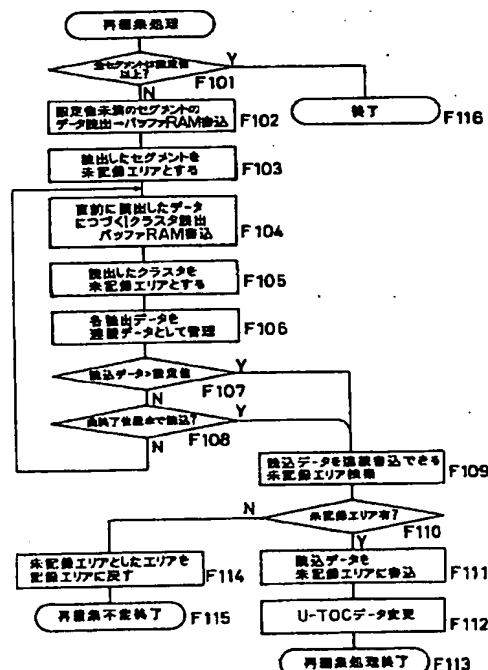 再編集処理
全セグメントは設定値
以上?
Y
F101
N
設定値未満のセグメントの
データ読出→バッファRAM書込
F102
終了
F116
読出したセグメントを
未記録エリアとする
F103
直前に読出したデータ
につづく1クラスタ読出
バッファRAM書込
F104
読出したクラスタを
未記録エリアとする
F105
各読出データを
連続データとして管理
F106
読込データ>設定値
Y
F107
N
曲終了位置まで読込?
Y
F108
N
読込データを連続書込できる
未記録エリア検索
F109
N
未記録エリア有?
F110
Y
未記録エリアとしたエリアを
記録エリアに戻す
F114
読込データを
未記録エリアに書込
F111
再編集不能終了
F115
U-TOCデータ変更
F112
再編集処理終了
F113